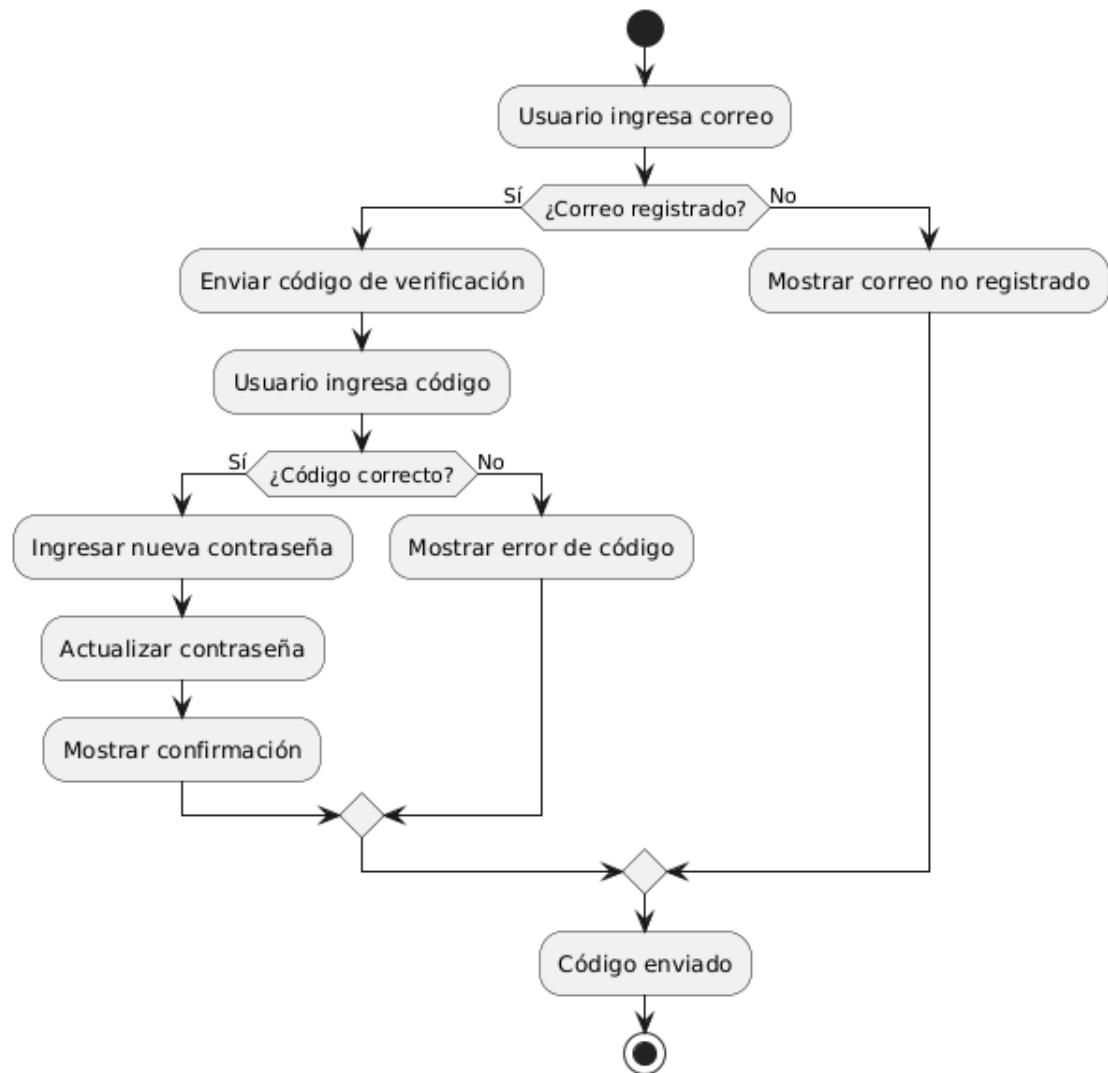 Usuario ingresa correo
Sí
¿Correo registrado?
No
Enviar código de verificación
Mostrar correo no registrado
Usuario ingresa código
Sí
¿Código correcto?
No
Ingresar nueva contraseña
Mostrar error de código
Actualizar contraseña
Mostrar confirmación
Código enviado